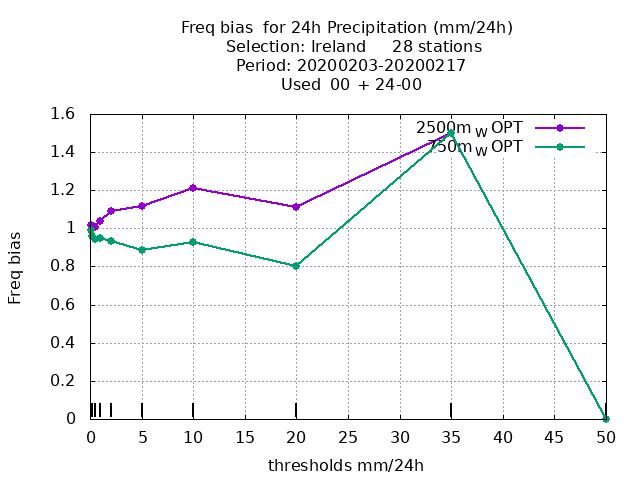 Freq bias  for 24h Precipitation (mm/24h)
Selection: Ireland     28 stations
Period: 20200203-20200217
Used  00 + 24-00
2500m W OPT
750m W OPT
1.6
1.4
1.2
1
0.8
0.6
0.4
0.2
0
Freq bias
0 5 10 15 20 25 30 35 40 45 50
thresholds mm/24h